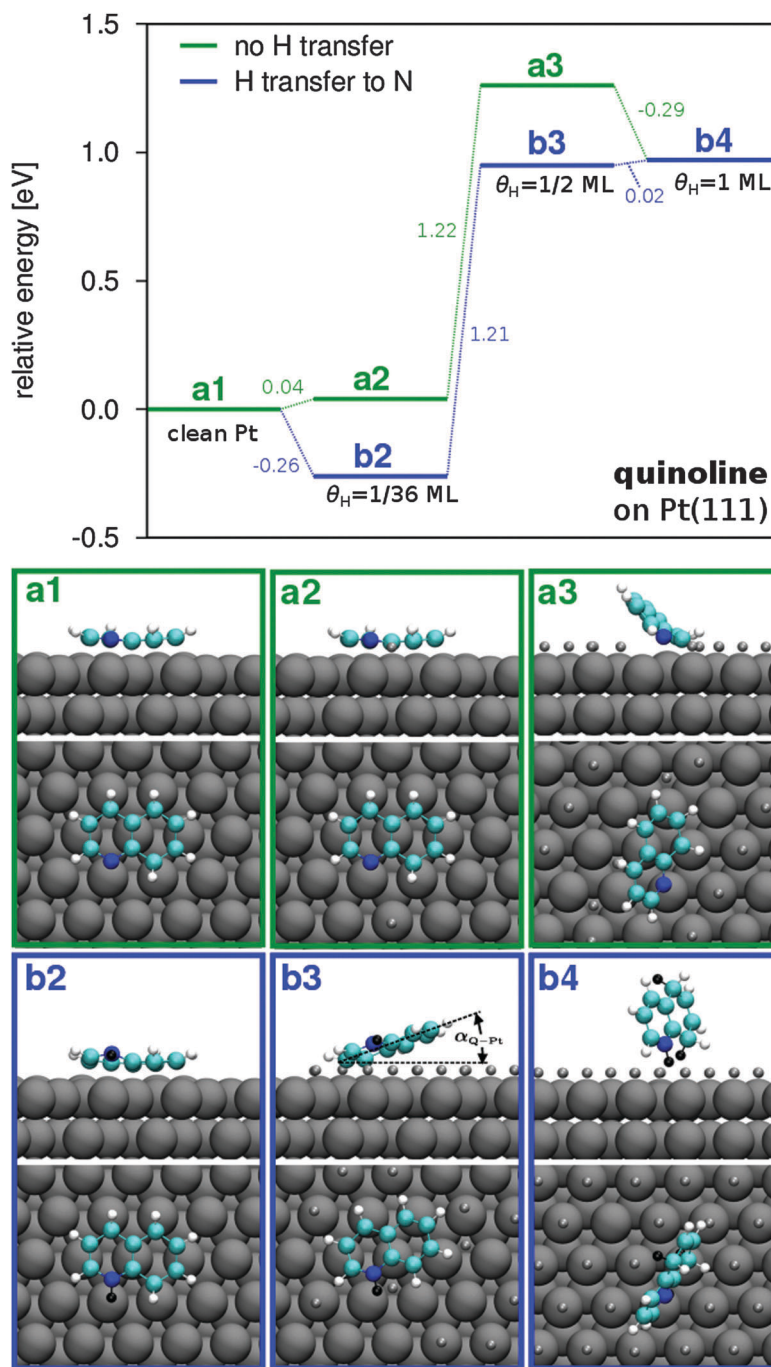 1.5
no H transfer
H transfer to N
a3
-0.29
b3
b4
1.0
θH=1/2 ML
0.02
θH=1 ML
relative energy [eV]
1.22
0.5
1.21
a1
0.04
a2
0.0
clean Pt
-0.26
b2
θH=1/36 ML
quinoline
on Pt(111)
-0.5
a1
a2
a3
b2
b3
αQ−Pt
b4